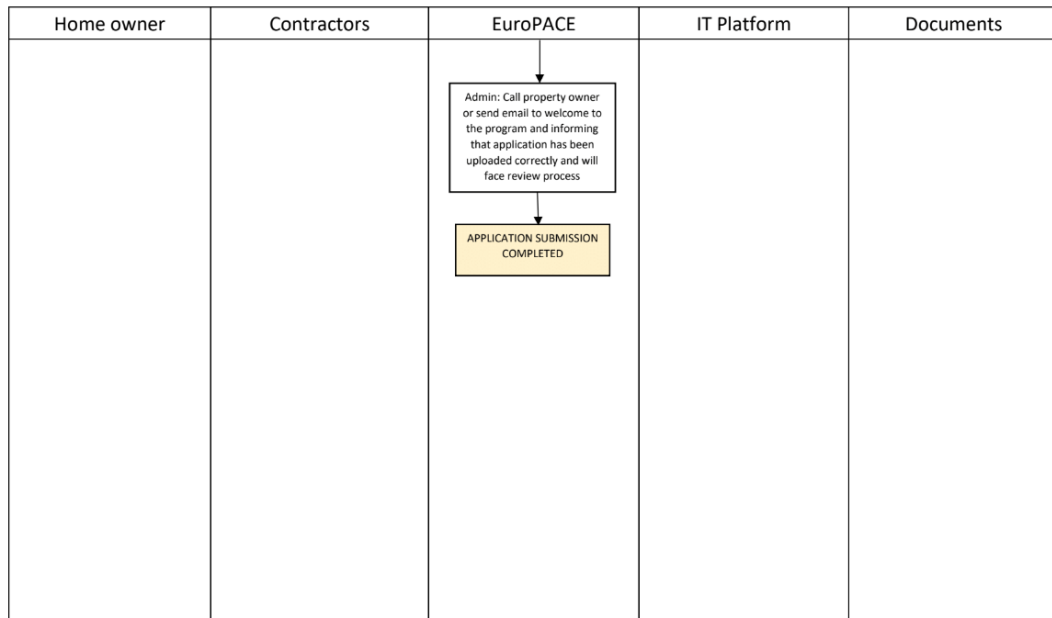 Home owner
Contractors
EuroPACE
IT Platform
Documents
Admin: Call property owner
or send email to welcome to
the program and informing
that application has been
uploaded correctly and will
face review process
APPLICATION SUBMISSION
COMPLETED